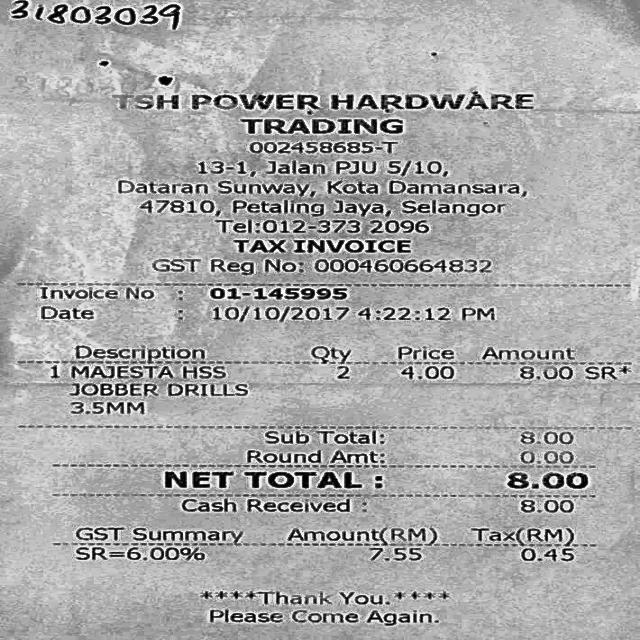 31803039
TSH POWER HARDWARE
TRADING
002458685-T
13-1, Jalan PJU 5/10,
Dataran Sunway, Kota Damansara,
47810, Petaling Jaya, Selangor
Tel:012-373 2096
TAX INVOICE
GST Reg No: 000460664832
Invoice No : 01-145995
Date : 10/10/2017 4:22:12 PM
Description Qty Price Amount
1 MAJESTA HSS 2 4.00 8.00 SR*
JOBBER DRILLS
3.5MM
Sub Total: 8.00
Round Amt: 0.00
NET TOTAL : 8.00
Cash Received : 8.00
GST Summary Amount(RM) Tax(RM)
SR=6.00% 7.55 0.45
****Thank You.****
Please Come Again.